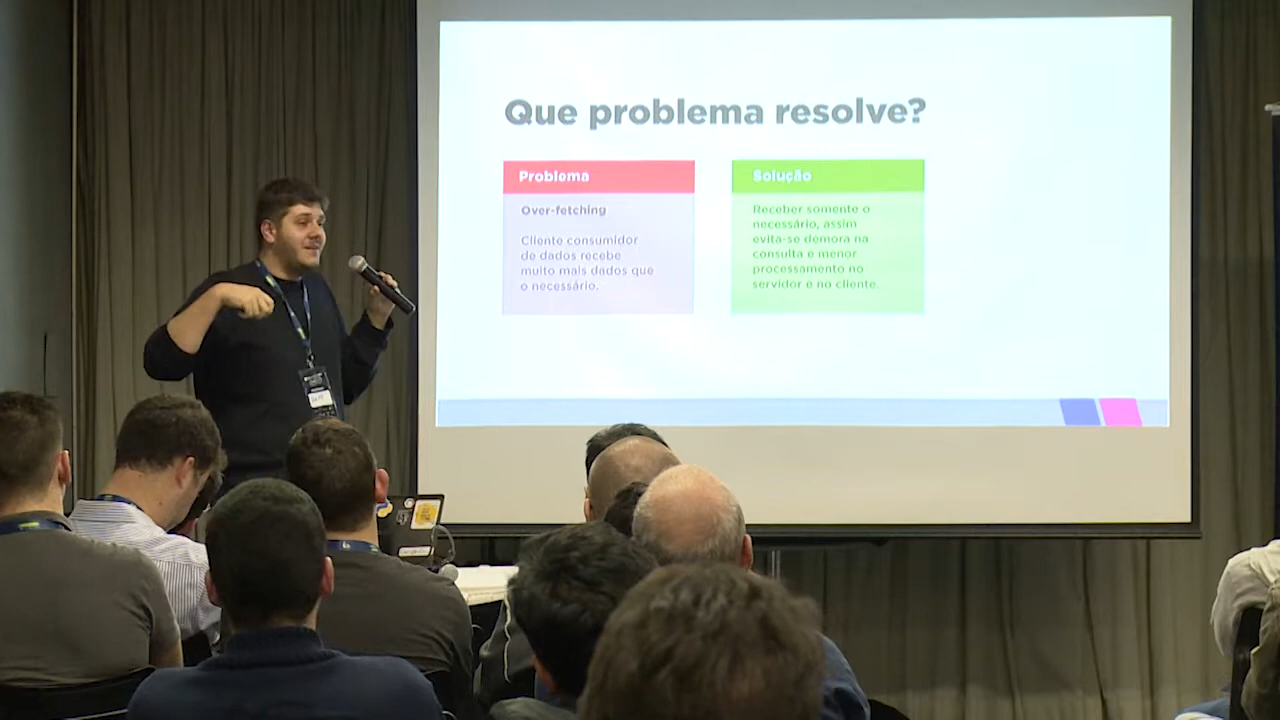 Que problema resolve?
Problema
Over-fetching
Cliente consumidor
de dados recebe
muito mais dados que
o necessário.
Solução
Receber somente o
necessário, assim
evita-se demora na
consulta e menor
processamento no
servidor e no cliente.